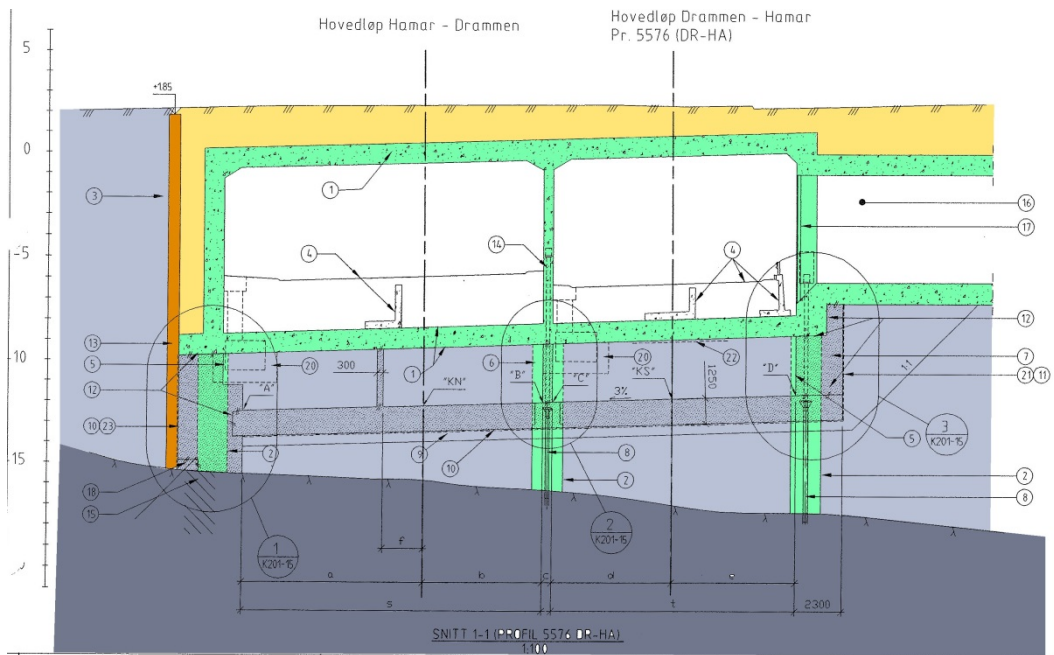 Hovedløp Hamar - Drammen
Hovedløp Drammen - Hamar
Pr. 5576 (DR-HA)
5
+1.85
0
3
1
16
17
4
14
4
-5
13
10
5
20
300
6
20
22
12
7
12
1
"B"
"C"
1250
1:1
21 11
"A"
"KN"
"KS"
3%
"D"
10 23
9
10
2
8
5
3
K201-15
15
18
2
2
8
15
1
K201-15
f
2
K201-15
a
b
c
d
e
s
t
2300
SNITT 1-1 (PROFIL 5576 DR-HA)
1:100